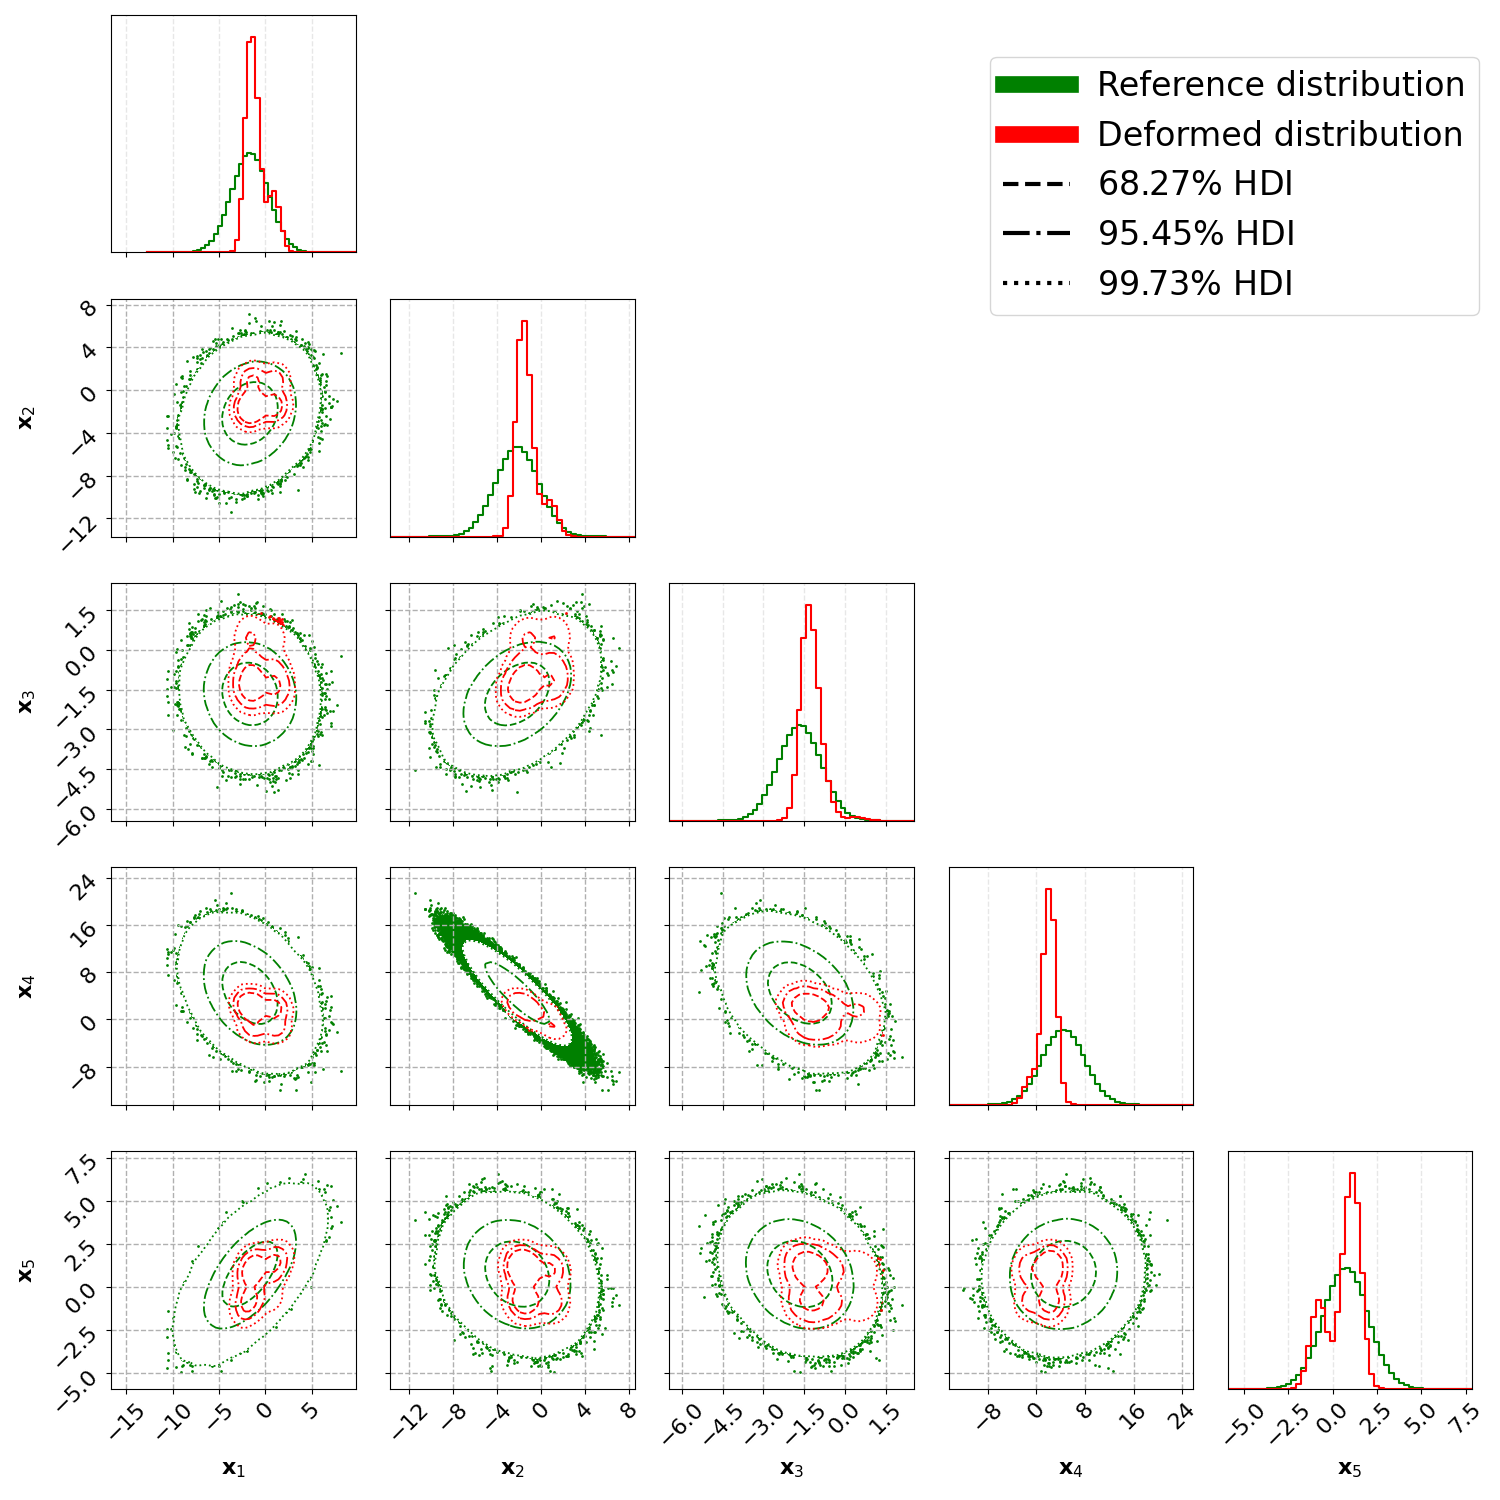 Reference distribution
Deformed distribution
68.27% HDI
95.45% HDI
99.73% HDI
8
4
0
−4
−8
−12
x₂
1.5
0.0
−1.5
−3.0
−4.5
−6.0
x₃
24
16
8
0
−8
x₄
7.5
5.0
2.5
0.0
−2.5
−5.0
x₅
−15 −10 −5 0 5 −12 −8 −4 0 4 8 −6.0 −4.5 −3.0 −1.5 0.0 1.5 −8 0 8 16 24 −5.0 −2.5 0.0 2.5 5.0 7.5
x₁ x₂ x₃ x₄ x₅